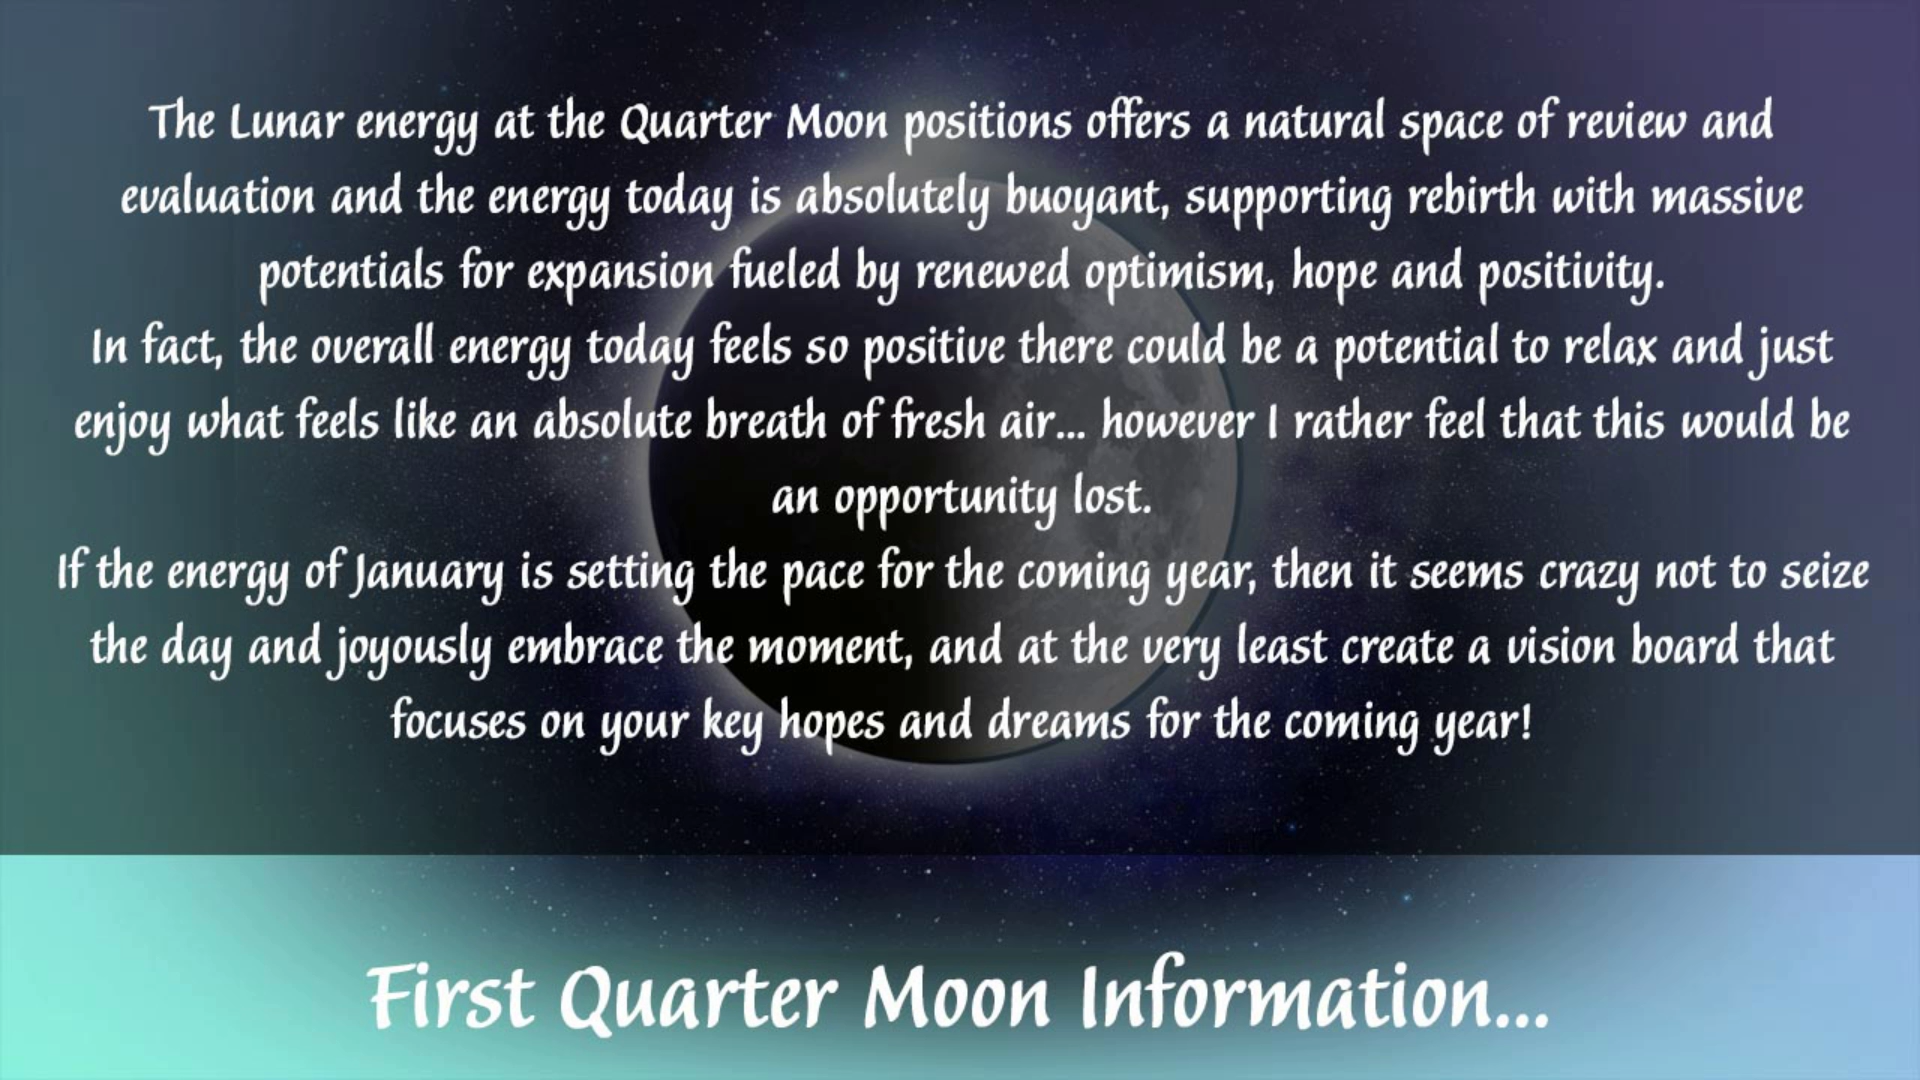 The Lunar energy at the Quarter Moon positions offers a natural space of review and
evaluation and the energy today is absolutely buoyant, supporting rebirth with massive
potentials for expansion fueled by renewed optimism, hope and positivity.
In fact, the overall energy today feels so positive there could be a potential to relax and just
enjoy what feels like an absolute breath of fresh air... however I rather feel that this would be
an opportunity lost.
If the energy of January is setting the pace for the coming year, then it seems crazy not to seize
the day and joyously embrace the moment, and at the very least create a vision board that
focuses on your key hopes and dreams for the coming year!
First Quarter Moon Information...